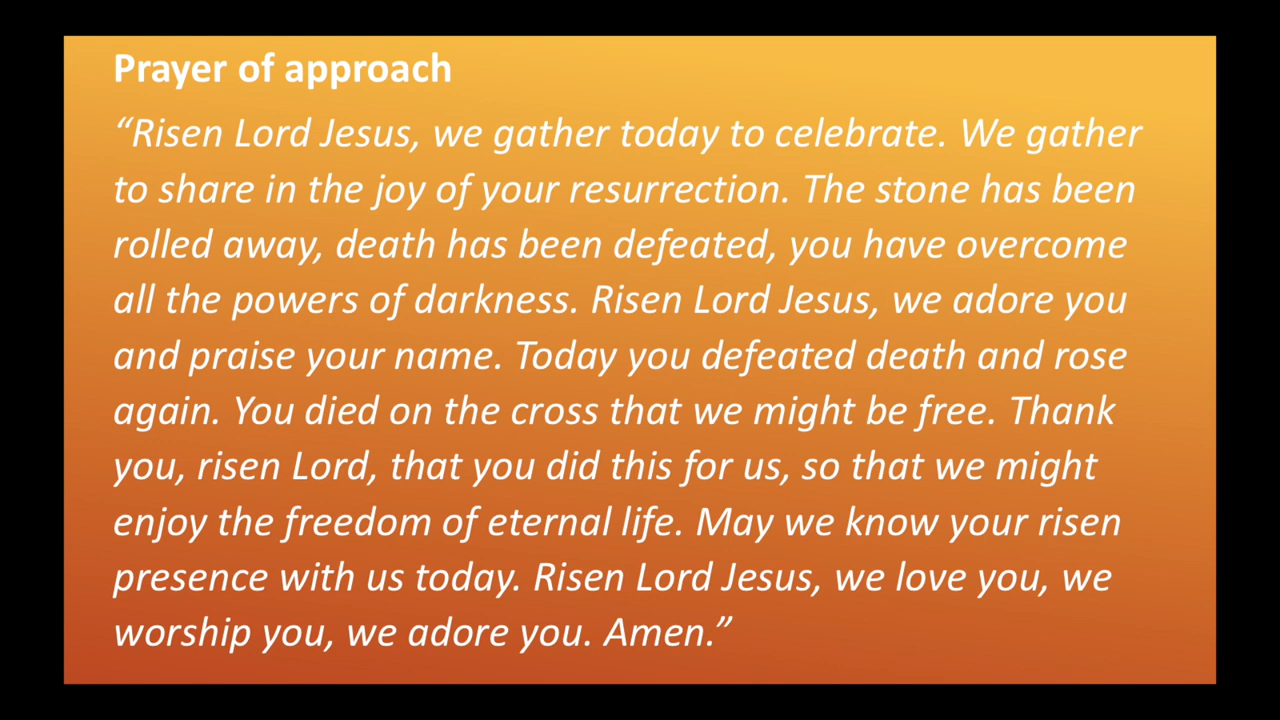 Prayer of approach
“Risen Lord Jesus, we gather today to celebrate. We gather
to share in the joy of your resurrection. The stone has been
rolled away, death has been defeated, you have overcome
all the powers of darkness. Risen Lord Jesus, we adore you
and praise your name. Today you defeated death and rose
again. You died on the cross that we might be free. Thank
you, risen Lord, that you did this for us, so that we might
enjoy the freedom of eternal life. May we know your risen
presence with us today. Risen Lord Jesus, we love you, we
worship you, we adore you. Amen.”